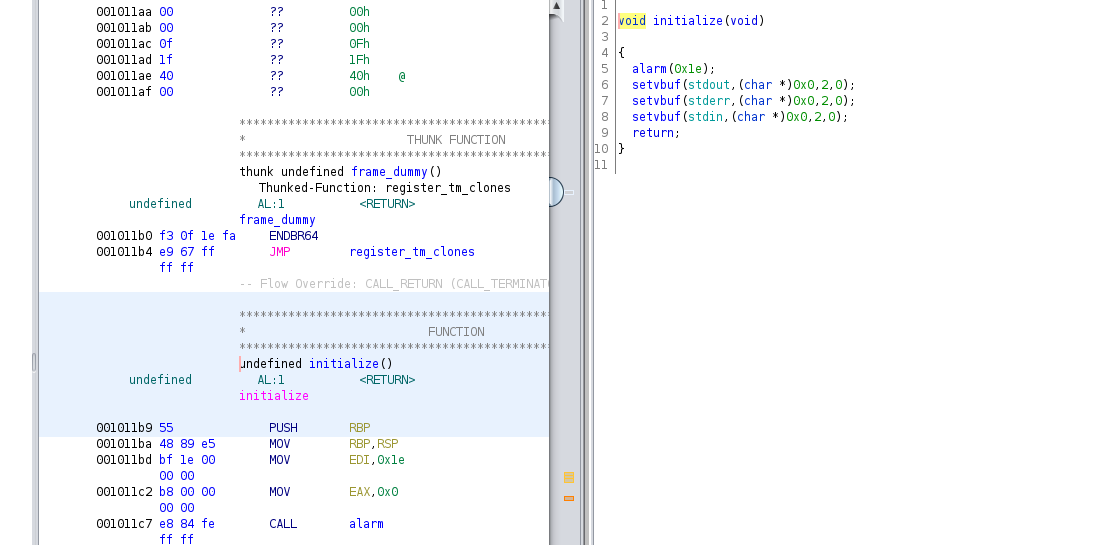 001011aa 00 ?? 00h
001011ab 00 ?? 00h
001011ac 0f ?? 0Fh
001011ad 1f ?? 1Fh
001011ae 40 ?? 40h @
001011af 00 ?? 00h
********************************************
* THUNK FUNCTION
********************************************
thunk undefined frame_dummy()
Thunked-Function: register_tm_clones
undefined AL:1 <RETURN>
frame_dummy
001011b0 f3 0f 1e fa ENDBR64
001011b4 e9 67 ff JMP register_tm_clones
ff ff
-- Flow Override: CALL_RETURN (CALL_TERMINATO
********************************************
* FUNCTION
********************************************
undefined initialize()
undefined AL:1 <RETURN>
initialize
001011b9 55 PUSH RBP
001011ba 48 89 e5 MOV RBP,RSP
001011bd bf 1e 00 MOV EDI,0x1e
00 00
001011c2 b8 00 00 MOV EAX,0x0
00 00
001011c7 e8 84 fe CALL alarm
ff ff
1
2 void initialize(void)
3
4 {
5 alarm(0x1e);
6 setvbuf(stdout,(char *)0x0,2,0);
7 setvbuf(stderr,(char *)0x0,2,0);
8 setvbuf(stdin,(char *)0x0,2,0);
9 return;
10 }
11